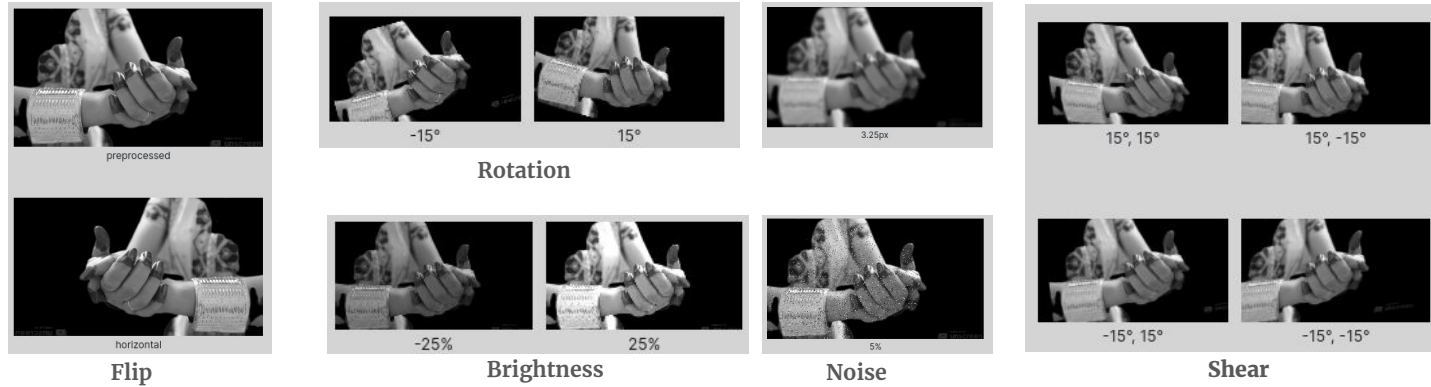 preprocessed
horizontal
Flip
-15°
15°
Rotation
-25%
25%
Brightness
3.25px
5%
Noise
15°, 15°
15°, -15°
-15°, 15°
-15°, -15°
Shear